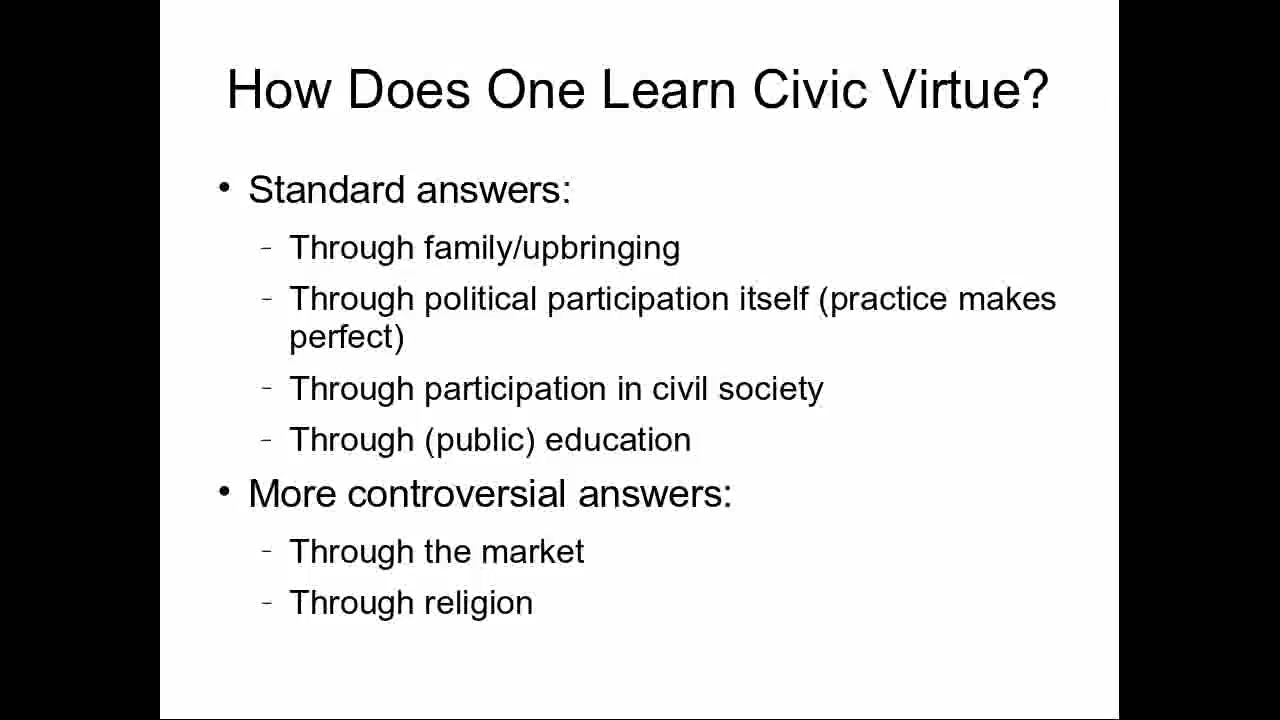 How Does One Learn Civic Virtue?
• Standard answers:
– Through family/upbringing
– Through political participation itself (practice makes
perfect)
– Through participation in civil society
– Through (public) education
• More controversial answers:
– Through the market
– Through religion